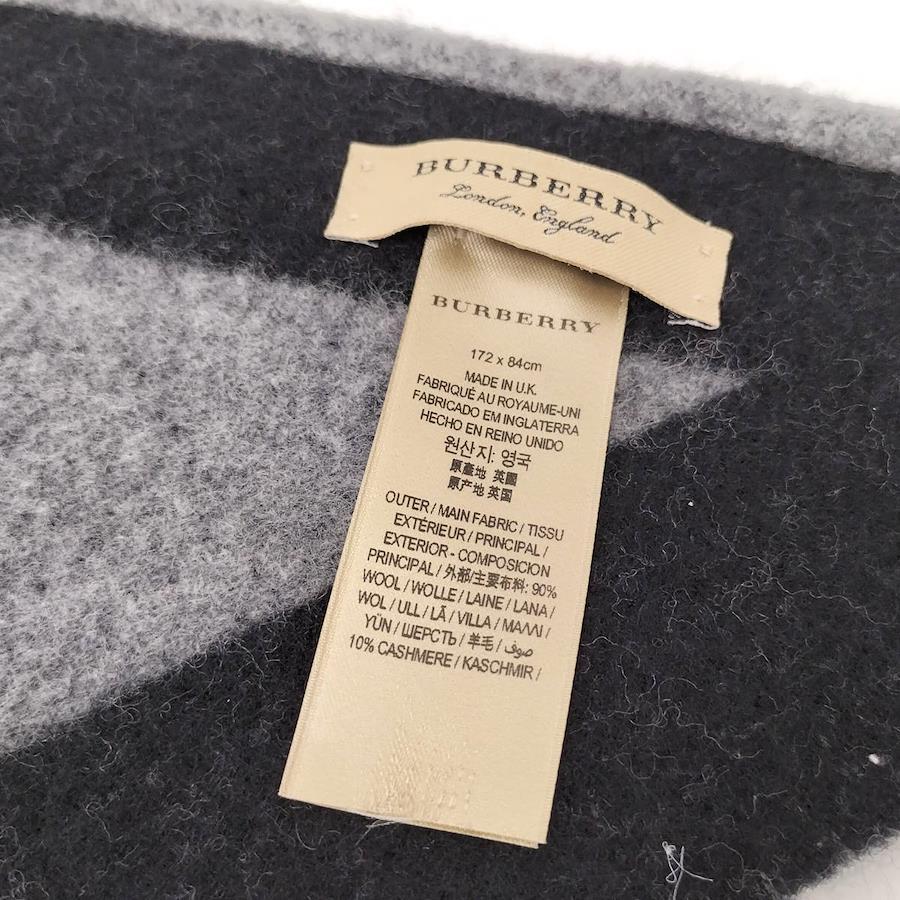 BURBERRY
London, England
BURBERRY
172 x 84cm
MADE IN U.K.
FABRIQUÉ AU ROYAUME-UNI
FABRICADO EM INGLATERRA
HECHO EN REINO UNIDO
원산지: 영국
原產地 英國
原产地 英国
OUTER / MAIN FABRIC / TISSU
EXTÉRIEUR / PRINCIPAL /
EXTERIOR - COMPOSICION
PRINCIPAL / 外部/主要布料: 90%
WOOL / WOLLE / LAINE / LANA /
WOL / ULL / LÃ / VILLA / ΜΑΛΛΙ /
YÜN / ШЕРСТЬ / 羊毛 / صوف
10% CASHMERE / KASCHMIR /